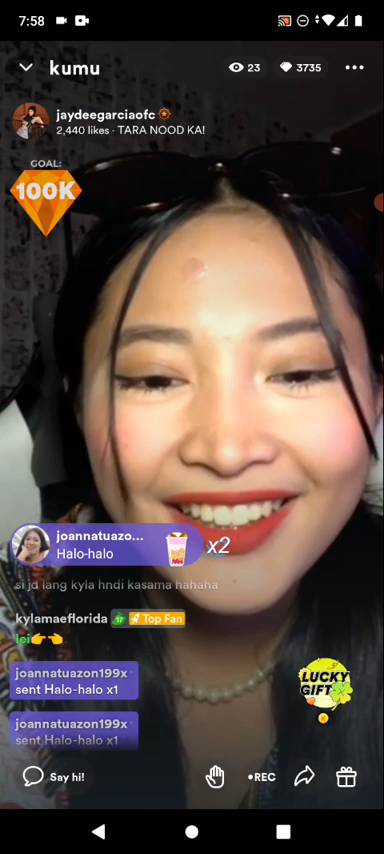 7:58
kumu
23
3735
jaydeegarciaofc
2,440 likes · TARA NOOD KA!
GOAL:
100K
joannatuazo...
Halo-halo
x2
si jd lang kyla hndi kasama hahaha
kylamaeflorida 17 Top Fan
lei
joannatuazon199x
sent Halo-halo x1
LUCKY
GIFT
joannatuazon199x
sent Halo-halo x1
Say hi!
•REC